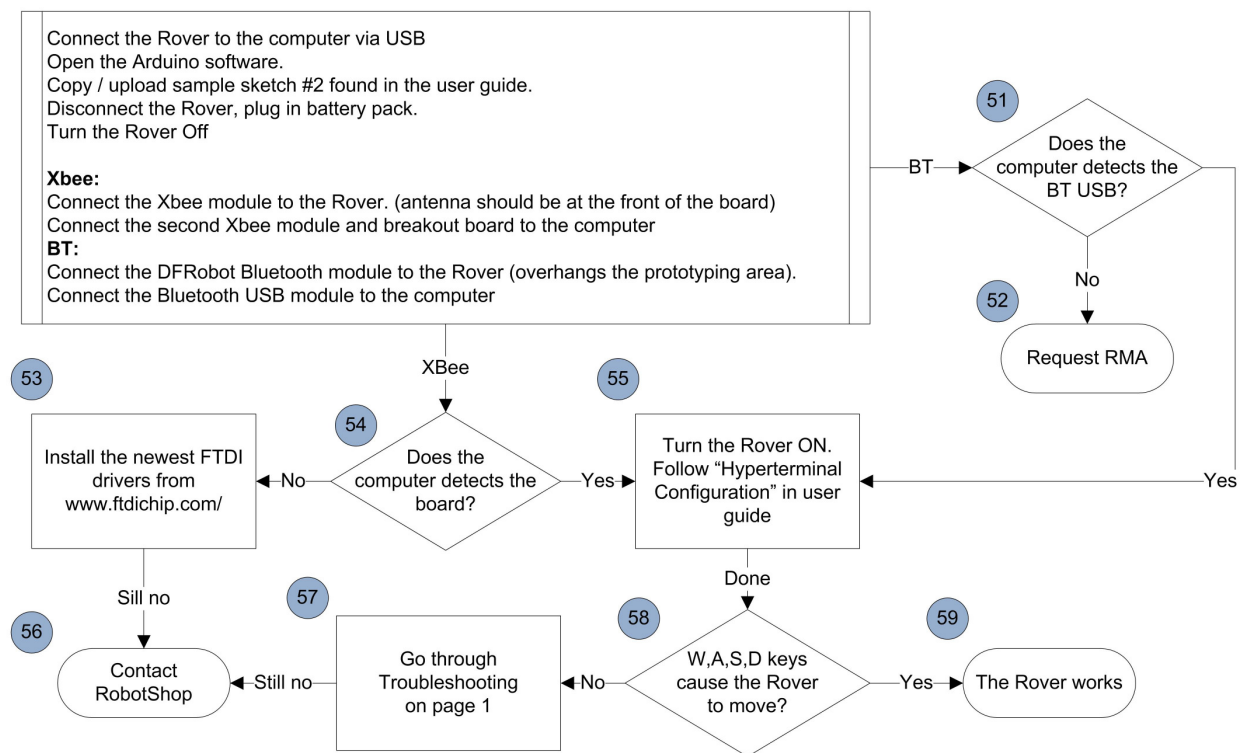 Connect the Rover to the computer via USB
Open the Arduino software.
Copy / upload sample sketch #2 found in the user guide.
Disconnect the Rover, plug in battery pack.
Turn the Rover Off
Xbee:
Connect the Xbee module to the Rover. (antenna should be at the front of the board)
Connect the second Xbee module and breakout board to the computer
BT:
Connect the DFRobot Bluetooth module to the Rover (overhangs the prototyping area).
Connect the Bluetooth USB module to the computer
BT
51
Does the
computer detects the
BT USB?
No
52
Request RMA
Yes
XBee
53
Install the newest FTDI
drivers from
www.ftdichip.com/
No
54
Does the
computer detects the
board?
Yes
55
Turn the Rover ON.
Follow “Hyperterminal
Configuration” in user
guide
Sill no
Done
56
Contact
RobotShop
Still no
57
Go through
Troubleshooting
on page 1
No
58
W,A,S,D keys
cause the Rover
to move?
Yes
59
The Rover works